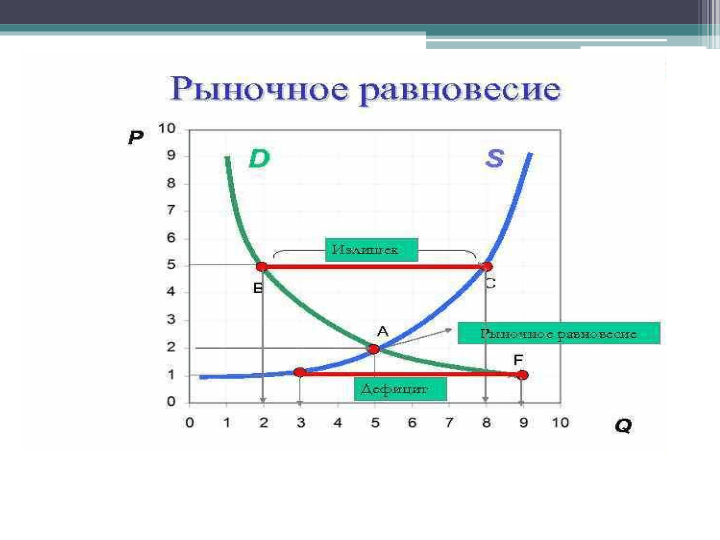 Рыночное равновесие
P
10
9
8
7
6
5
4
3
2
1
0
D
S
Излишек
B
C
A
Рыночное равновесие
F
Дефицит
0 1 2 3 4 5 6 7 8 9 10
Q